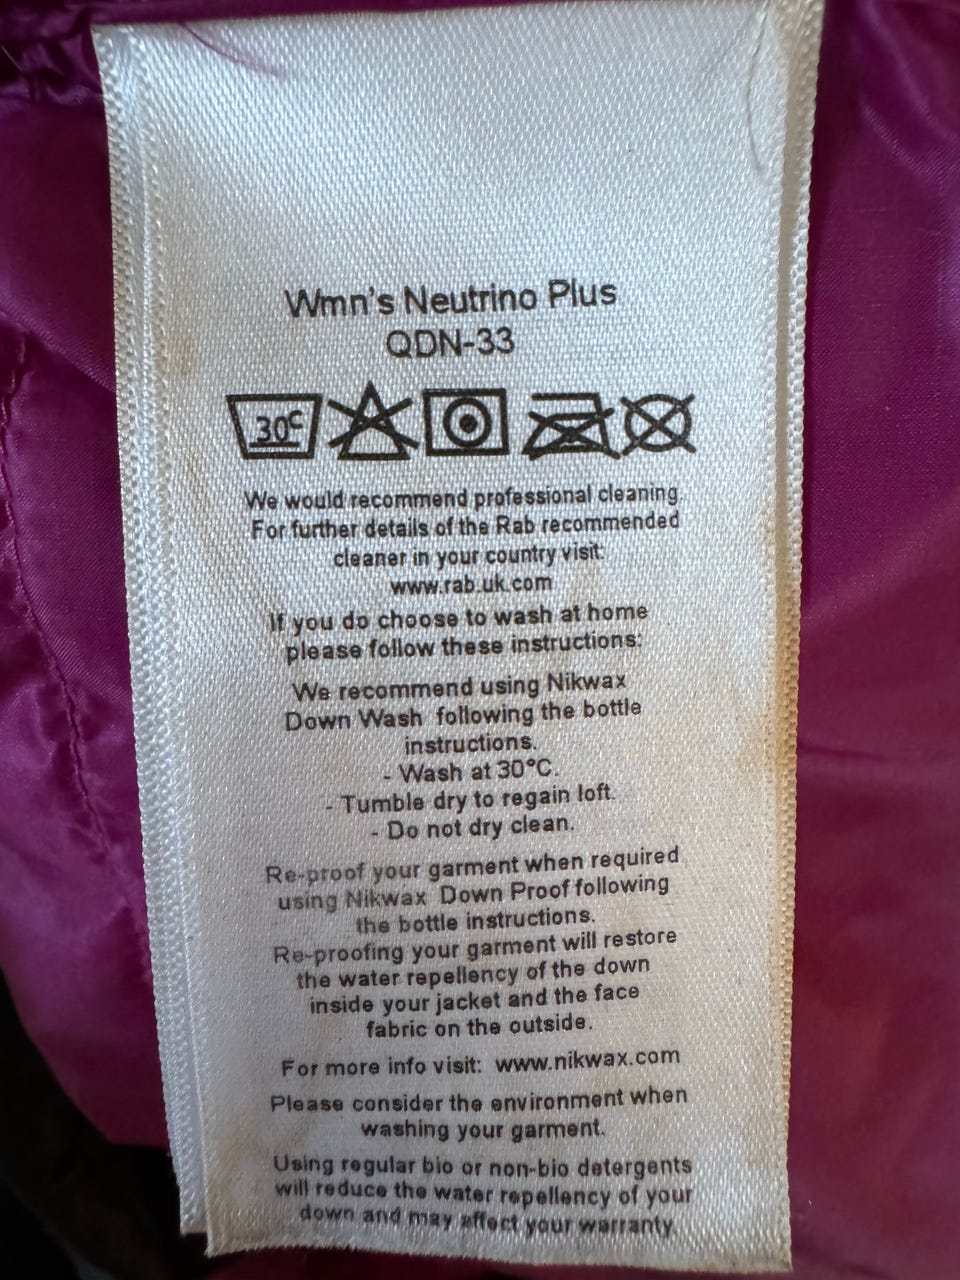 Wmn's Neutrino Plus
QDN-33
30c
We would recommend professional cleaning
For further details of the Rab recommended
cleaner in your country visit:
www.rab.uk.com
If you do choose to wash at home
please follow these instructions:
We recommend using Nikwax
Down Wash following the bottle
instructions.
- Wash at 30°C.
- Tumble dry to regain loft.
- Do not dry clean.
Re-proof your garment when required
using Nikwax Down Proof following
the bottle instructions.
Re-proofing your garment will restore
the water repellency of the down
inside your jacket and the face
fabric on the outside.
For more info visit: www.nikwax.com
Please consider the environment when
washing your garment.
Using regular bio or non-bio detergents
will reduce the water repellency of your
down and may affect your warranty.